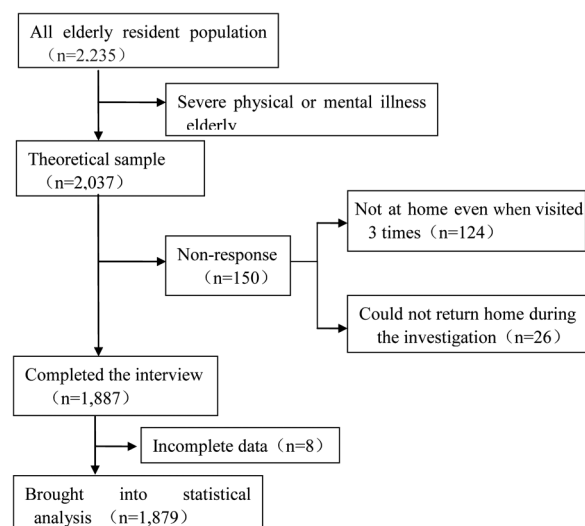 All elderly resident population
（n=2,235）
Severe physical or mental illness
elderly
Theoretical sample
（n=2,037）
Not at home even when visited
3 times（n=124）
Non-response
（n=150）
Could not return home during
the investigation（n=26）
Completed the interview
（n=1,887）
Incomplete data（n=8）
Brought into statistical
analysis（n=1,879）